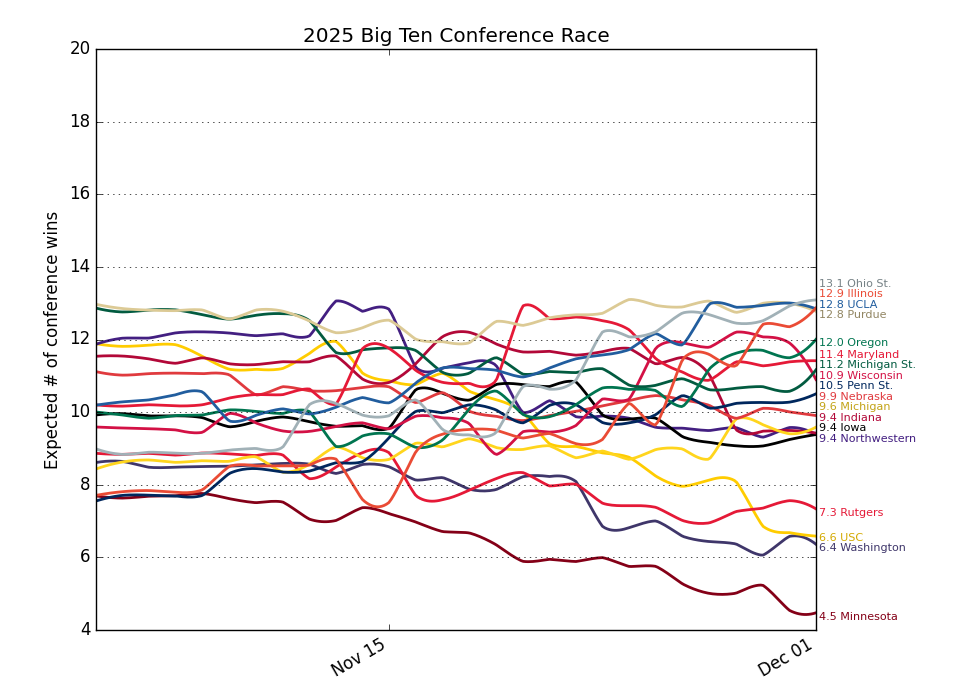 2025 Big Ten Conference Race
Expected # of conference wins
20
18
16
14
12
10
8
6
4
Nov 15
Dec 01
13.1 Ohio St.
12.9 Illinois
12.8 UCLA
12.8 Purdue
12.0 Oregon
11.4 Maryland
11.2 Michigan St.
10.9 Wisconsin
10.5 Penn St.
9.9 Nebraska
9.6 Michigan
9.4 Indiana
9.4 Iowa
9.4 Northwestern
7.3 Rutgers
6.6 USC
6.4 Washington
4.5 Minnesota